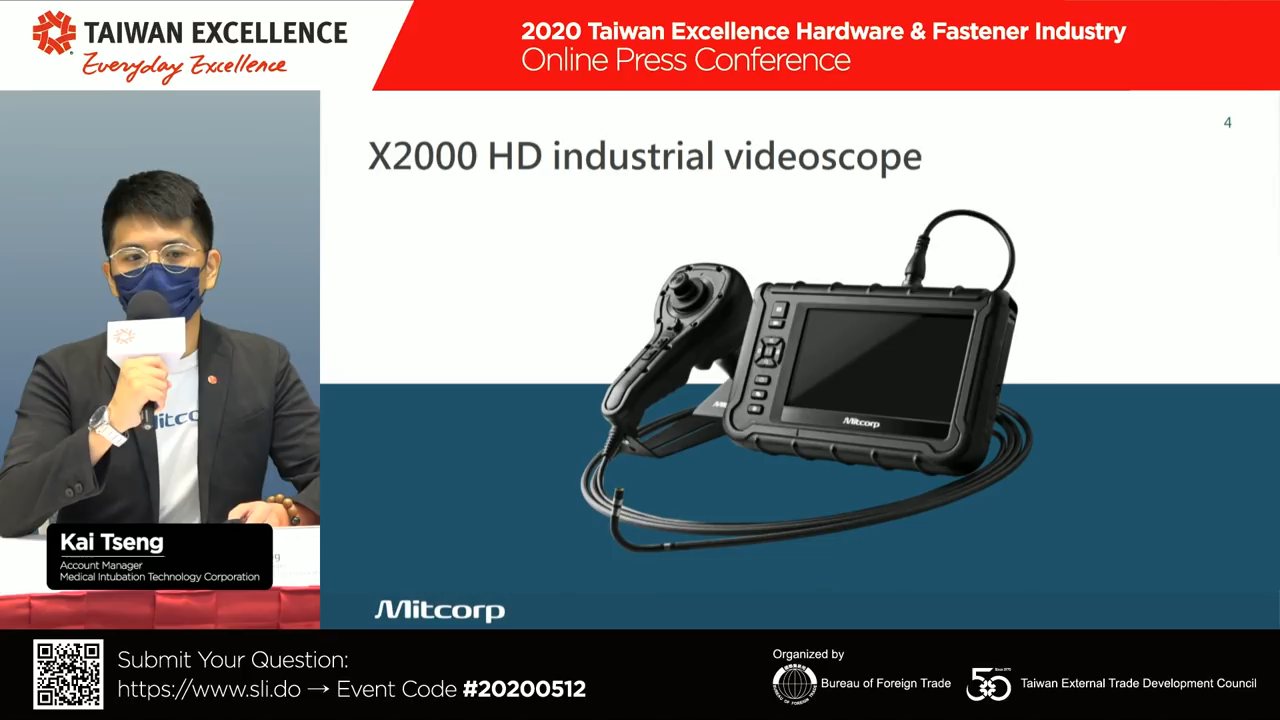 TAIWAN EXCELLENCE
Everyday Excellence
2020 Taiwan Excellence Hardware & Fastener Industry
Online Press Conference
4
X2000 HD industrial videoscope
Mitcorp
Mitcorp
Kai Tseng
Account Manager
Medical Intubation Technology Corporation
Mitcorp
Submit Your Question:
https://www.sli.do → Event Code #20200512
Organized by
Bureau of Foreign Trade
50
Taiwan External Trade Development Council